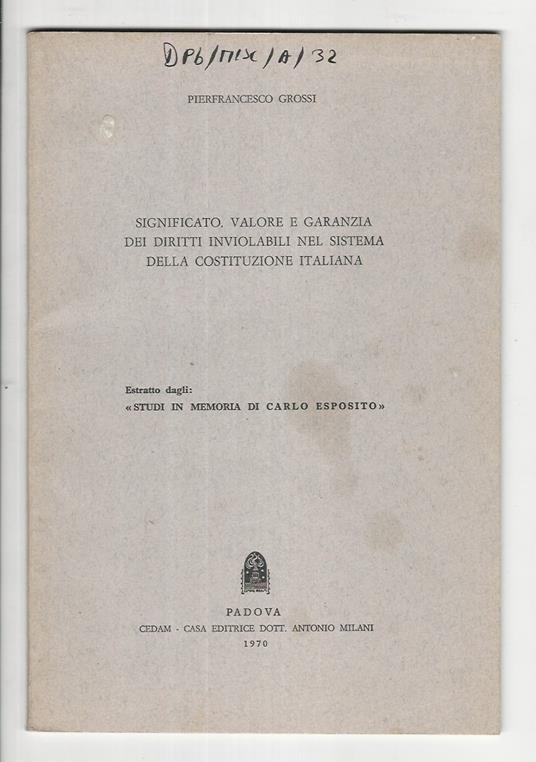 DPb/MISC/A/32
PIERFRANCESCO GROSSI
SIGNIFICATO, VALORE E GARANZIA
DEI DIRITTI INVIOLABILI NEL SISTEMA
DELLA COSTITUZIONE ITALIANA
Estratto dagli:
«STUDI IN MEMORIA DI CARLO ESPOSITO»
PADOVA
CEDAM - CASA EDITRICE DOTT. ANTONIO MILANI
1970